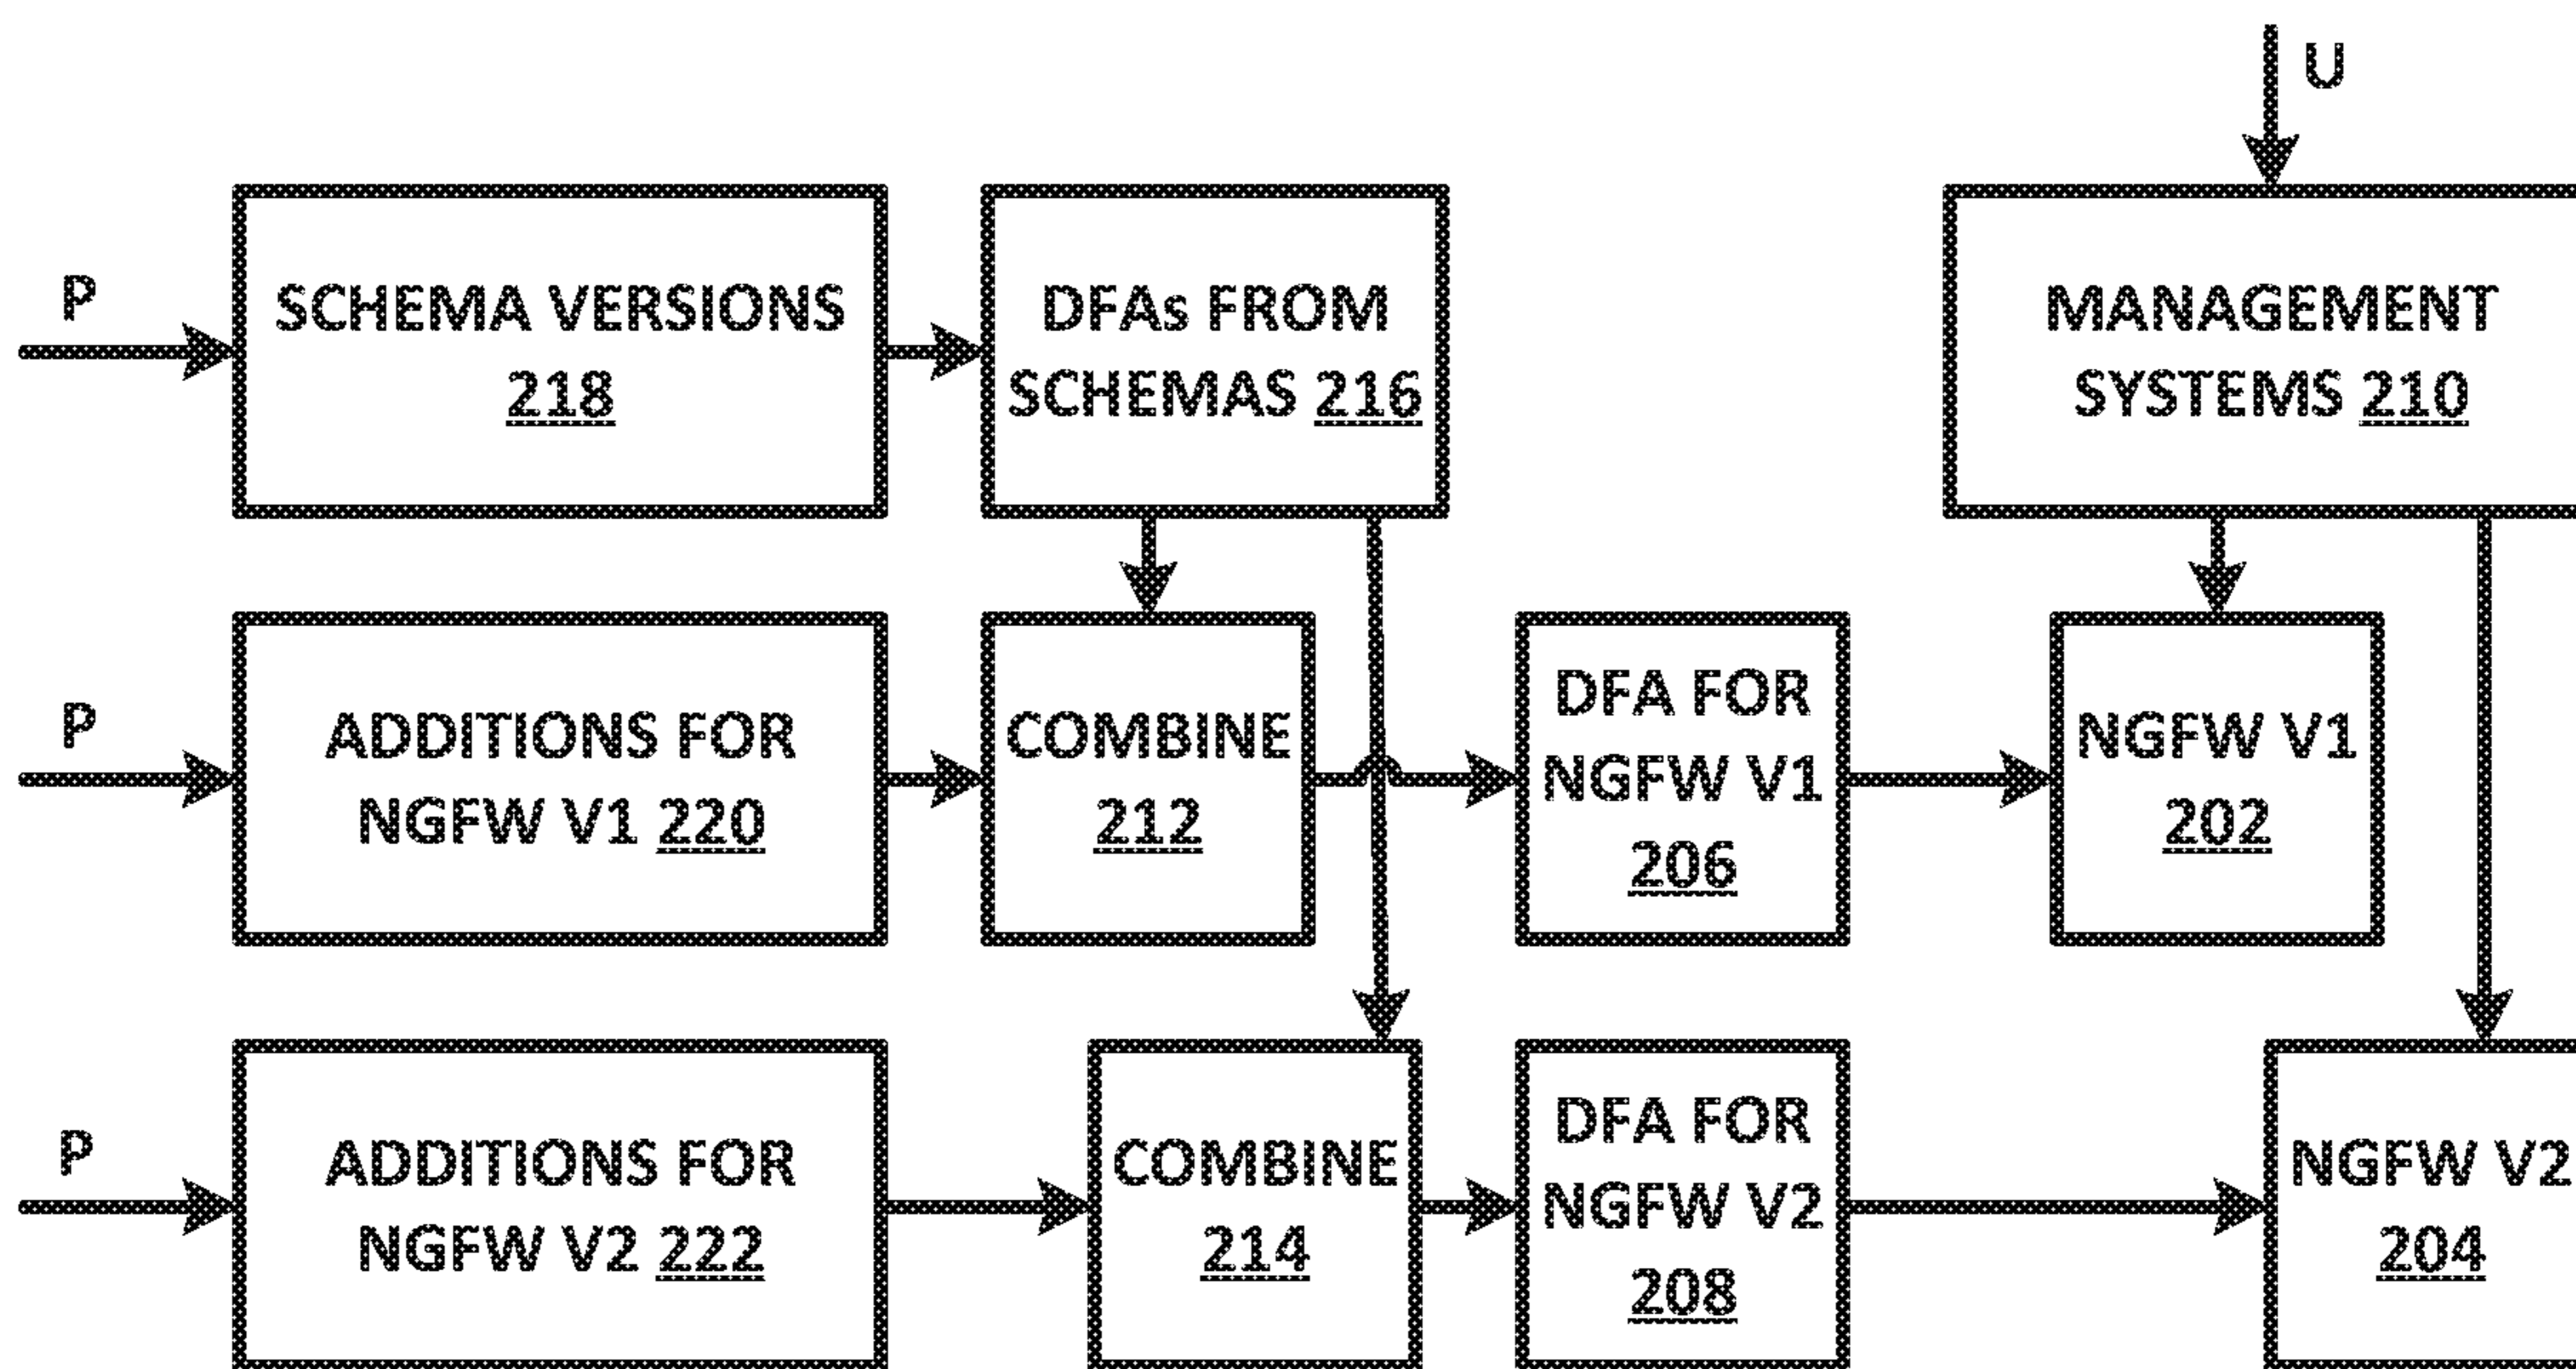 U
P
SCHEMA VERSIONS
218
DFAs FROM
SCHEMAS 216
MANAGEMENT
SYSTEMS 210
P
ADDITIONS FOR
NGFW V1 220
COMBINE
212
DFA FOR
NGFW V1
206
NGFW V1
202
P
ADDITIONS FOR
NGFW V2 222
COMBINE
214
DFA FOR
NGFW V2
208
NGFW V2
204